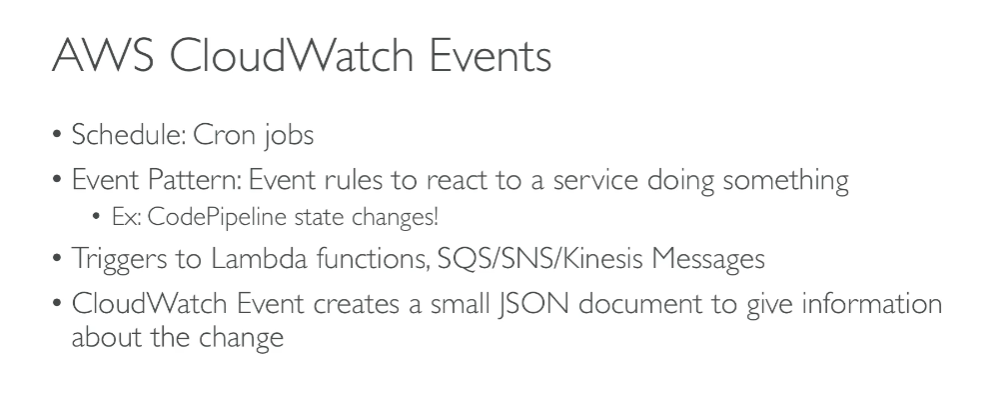 AWS CloudWatch Events
• Schedule: Cron jobs
• Event Pattern: Event rules to react to a service doing something
• Ex: CodePipeline state changes!
• Triggers to Lambda functions, SQS/SNS/Kinesis Messages
• CloudWatch Event creates a small JSON document to give information
about the change